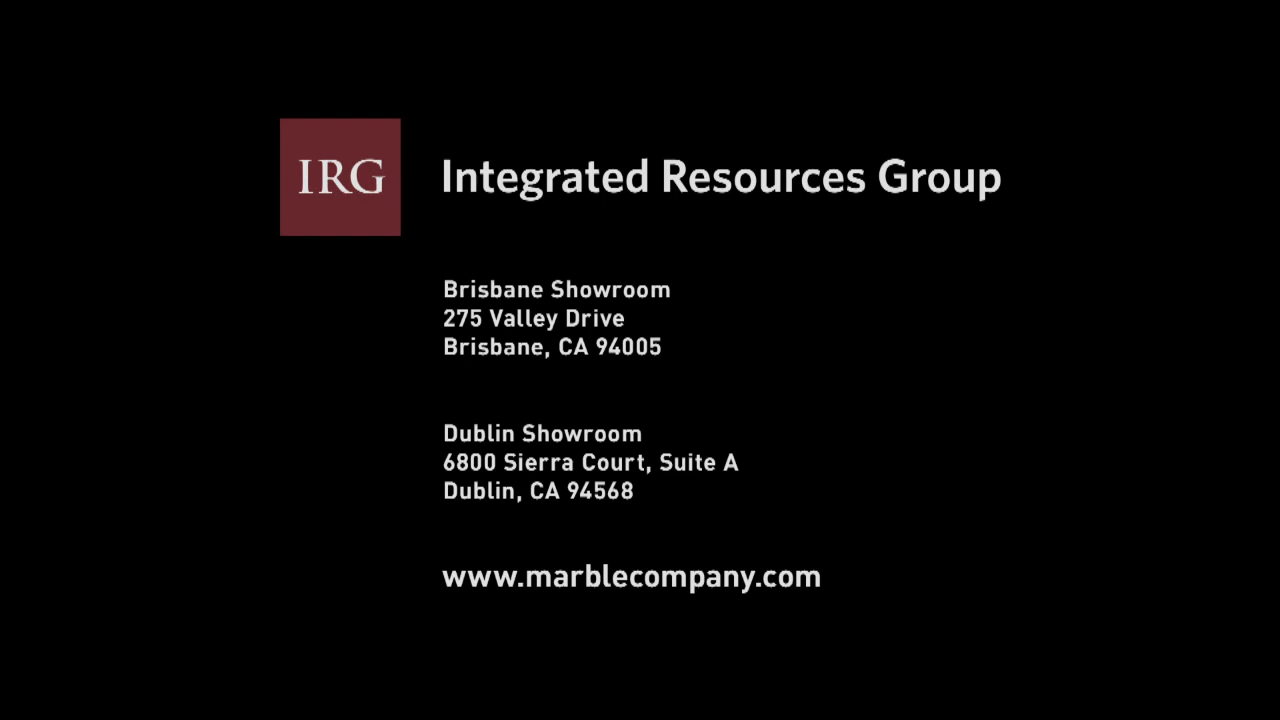 IRG
Integrated Resources Group
Brisbane Showroom
275 Valley Drive
Brisbane, CA 94005
Dublin Showroom
6800 Sierra Court, Suite A
Dublin, CA 94568
www.marblecompany.com